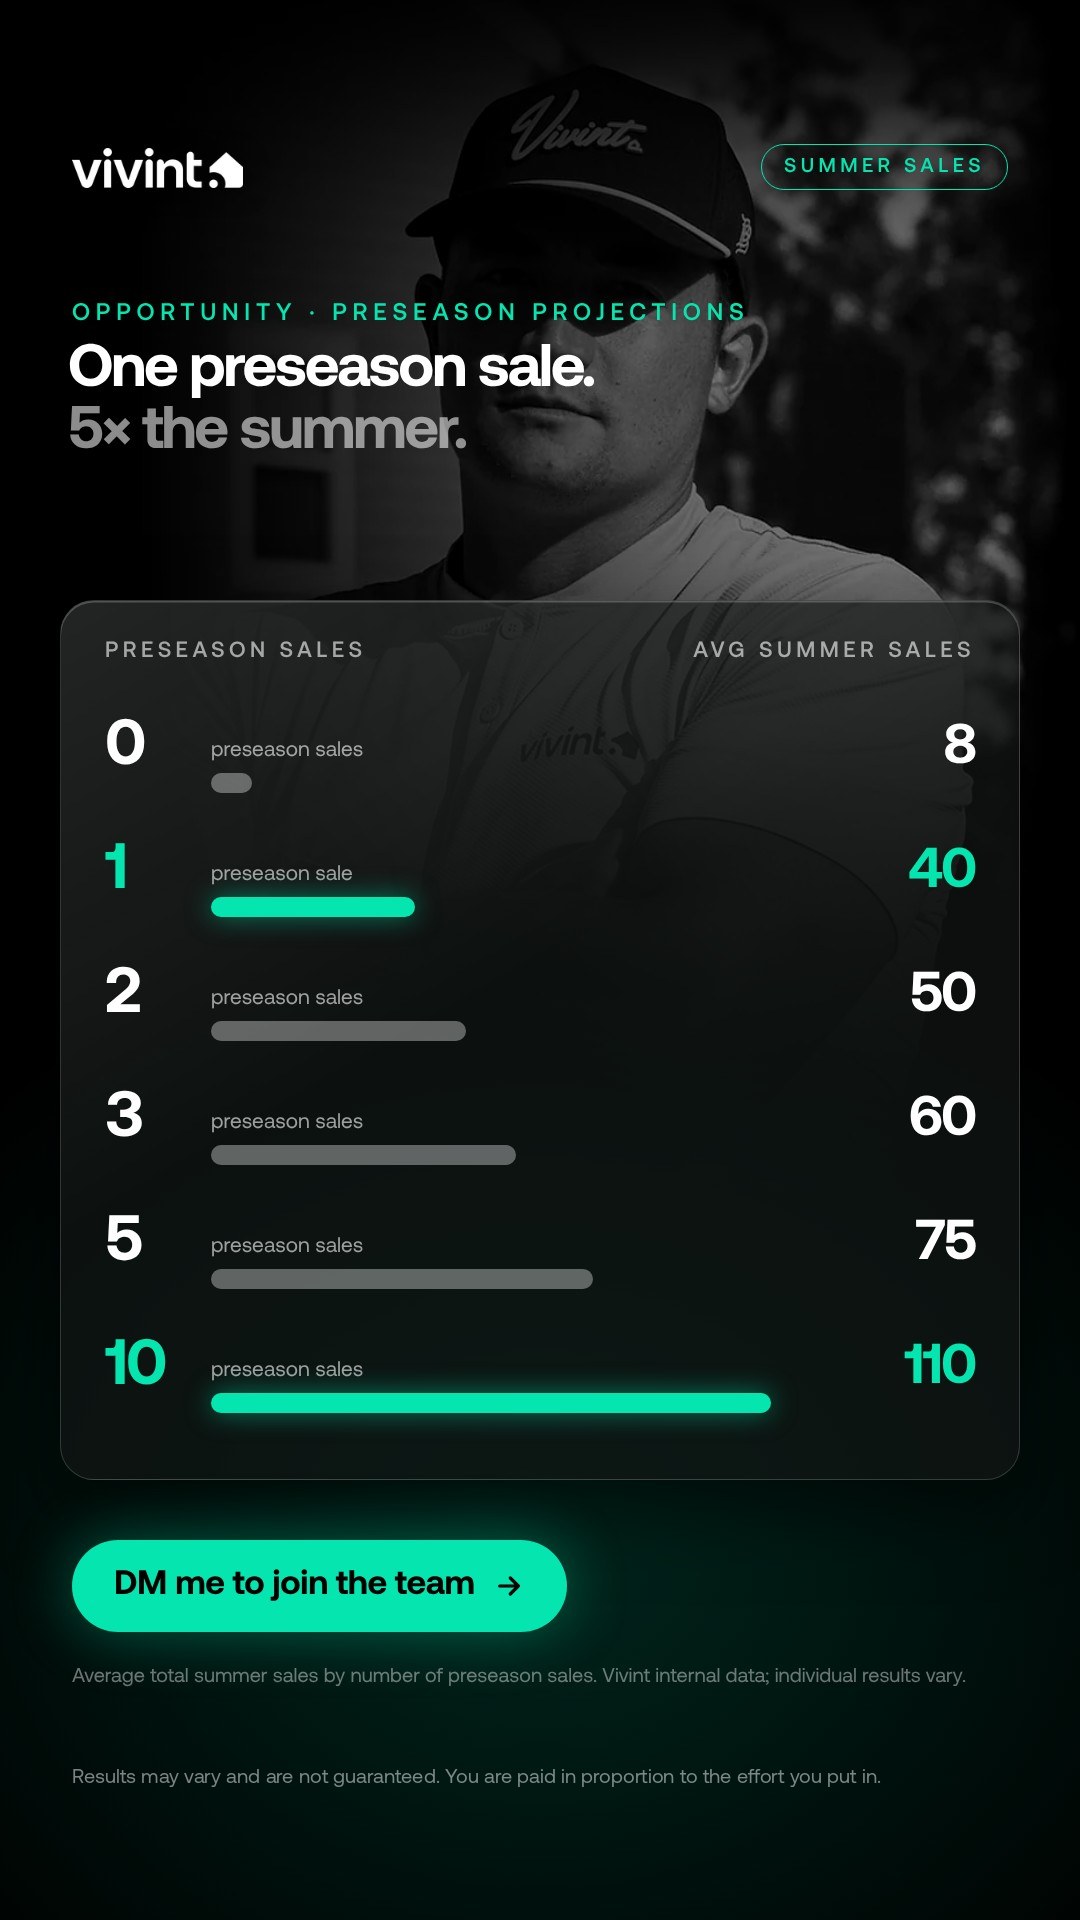 Vivint.
vivint
SUMMER SALES
OPPORTUNITY · PRESEASON PROJECTIONS
One preseason sale.
5× the summer.
PRESEASON SALES AVG SUMMER SALES
vivint
0 preseason sales 8
1 preseason sale 40
2 preseason sales 50
3 preseason sales 60
5 preseason sales 75
10 preseason sales 110
DM me to join the team →
Average total summer sales by number of preseason sales. Vivint internal data; individual results vary.
Results may vary and are not guaranteed. You are paid in proportion to the effort you put in.